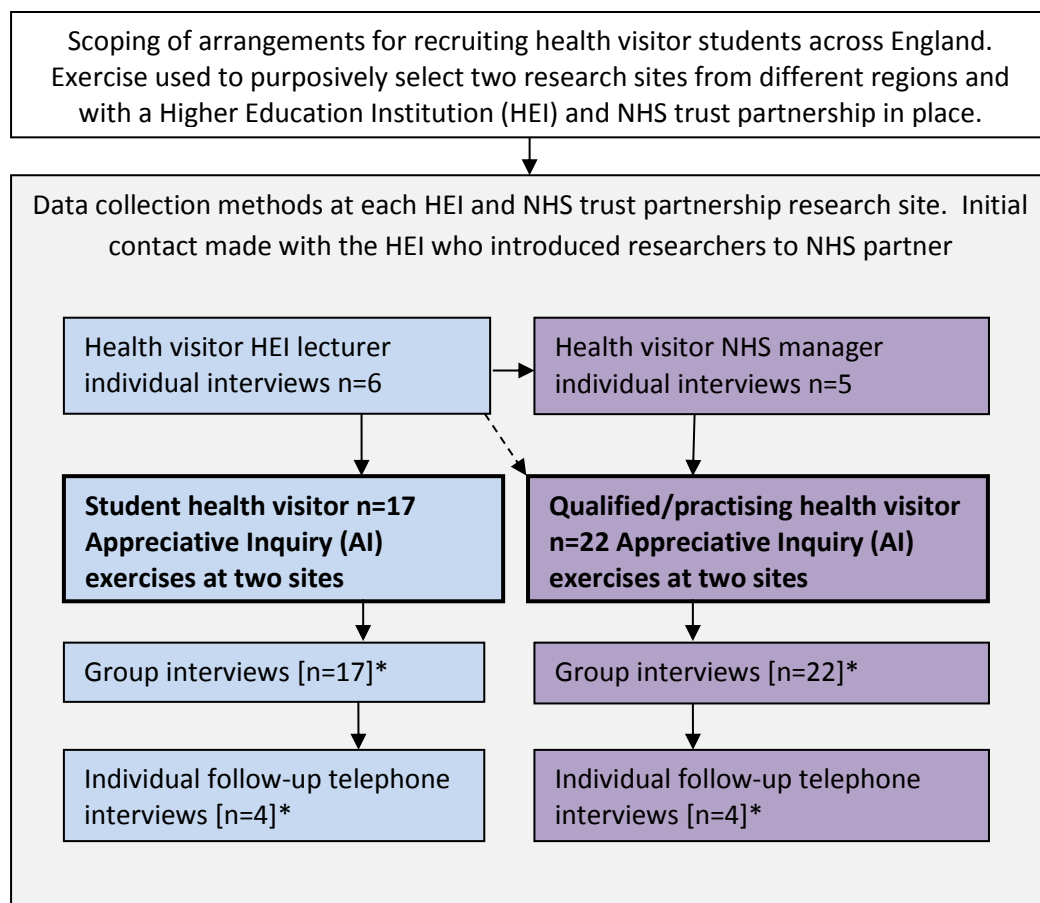 Scoping of arrangements for recruiting health visitor students across England.
Exercise used to purposively select two research sites from different regions and
with a Higher Education Institution (HEI) and NHS trust partnership in place.
Data collection methods at each HEI and NHS trust partnership research site.  Initial
contact made with the HEI who introduced researchers to NHS partner
Health visitor HEI lecturer
individual interviews n=6
Health visitor NHS manager
individual interviews n=5
Student health visitor n=17
Appreciative Inquiry (AI)
exercises at two sites
Qualified/practising health visitor
n=22 Appreciative Inquiry (AI)
exercises at two sites
Group interviews [n=17]*
Group interviews [n=22]*
Individual follow-up telephone
interviews [n=4]*
Individual follow-up telephone
interviews [n=4]*